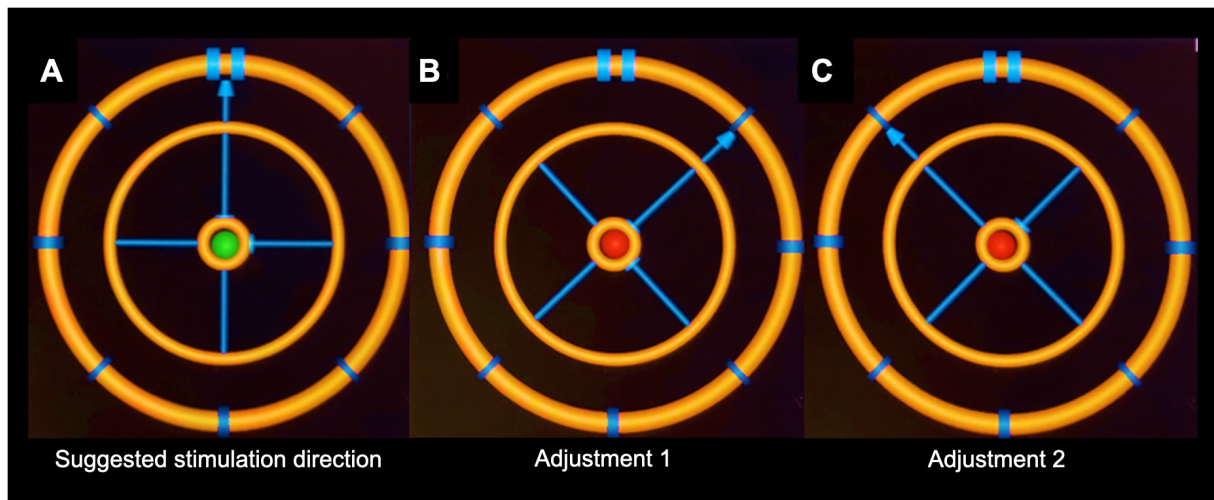 A
B
C
Suggested stimulation direction
Adjustment 1
Adjustment 2